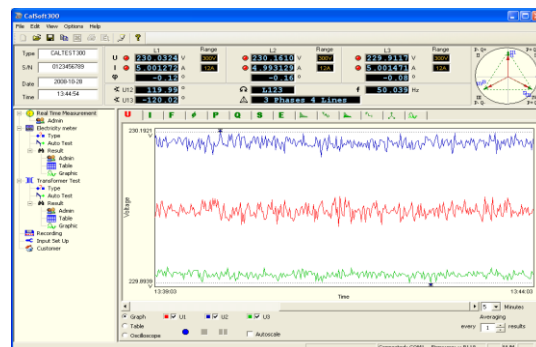 CalSoft300
File Edit View Options Help
L1 Range L2 Range L3 Range
Type CALTEST300
U 230.0324 V 300V 230.1610 V 300V 229.9117 V 300V
I 5.001272 A 12A 4.993129 A 12A 5.001471 A 12A
S/N 0123456789
φ -0.12 ° -0.16 ° -0.08 °
Date 2008-10-28
U12 119.99 ° L123 f 50.039 Hz
Time 13:44:54
U13 -120.02 ° 3 Phases 4 Lines
Real Time Measurement
Admin
Electricity meter
Type
Auto Test
Result
Admin
Table
Graphic
Transformer Test
Type
Auto Test
Result
Admin
Table
Graphic
Recording
Input Set Up
Customer
U I F φ P Q S E
230.1921
V
Voltage
229.8939
V
13:39:03 13:44:03
Time
5 Minutes
Graph U1 U2 U3 Averaging
Table every 1 results
Oscilloscope Autoscale